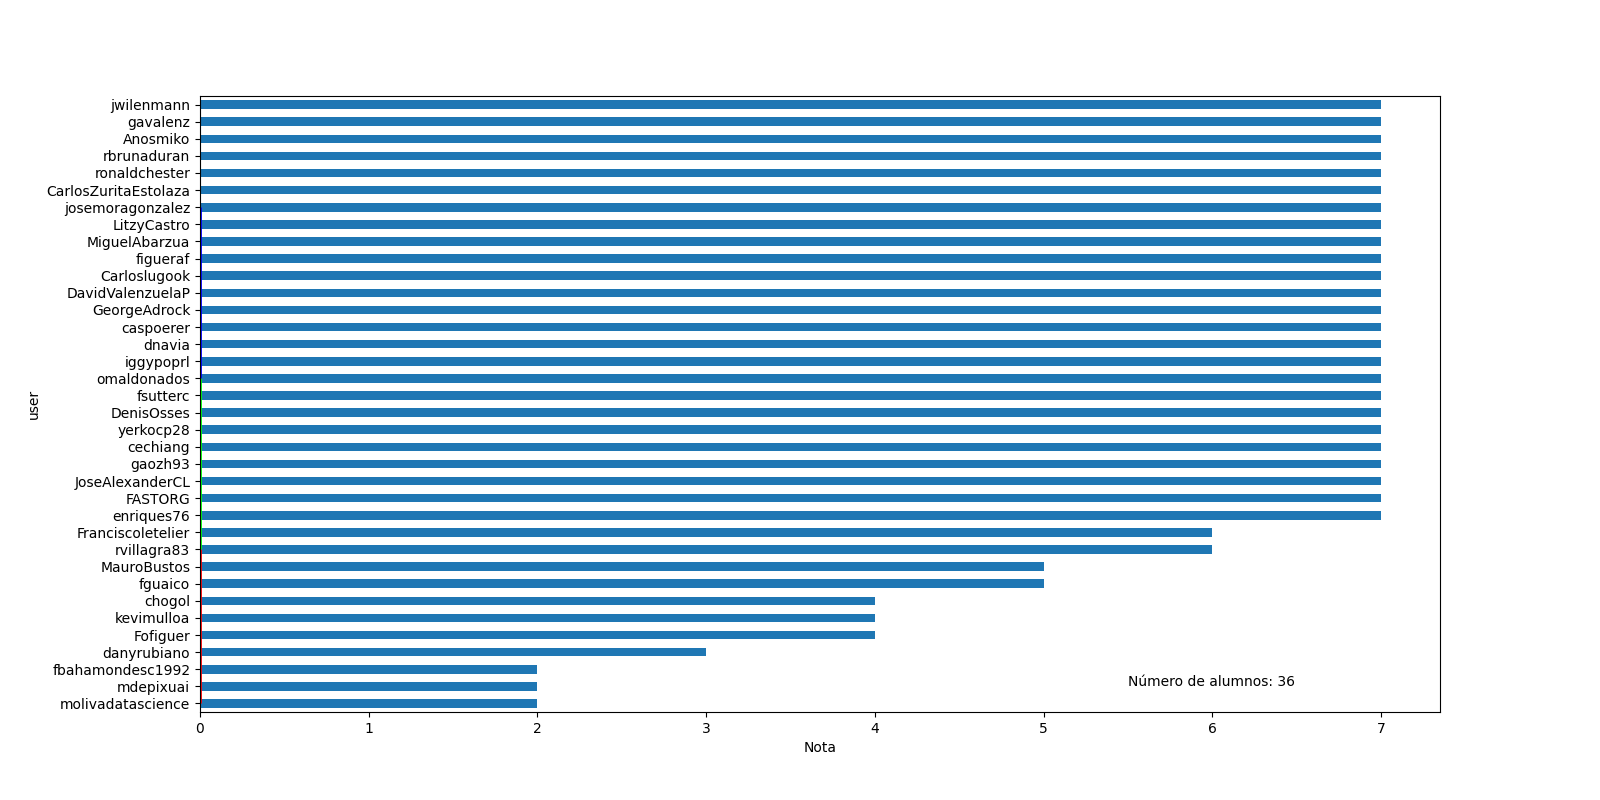 jwilenmann
gavalenz
Anosmiko
rbrunaduran
ronaldchester
CarlosZuritaEstolaza
josemoragonzalez
LitzyCastro
MiguelAbarzua
figueraf
Carloslugook
DavidValenzuelaP
GeorgeAdrock
caspoerer
dnavia
iggypoprl
omaldonados
fsutterc
DenisOsses
yerkocp28
cechiang
gaozh93
JoseAlexanderCL
FASTORG
enriques76
Franciscoletelier
rvillagra83
MauroBustos
fguaico
chogol
kevimulloa
Fofiguer
danyrubiano
fbahamondesc1992
mdepixuai
molivadatascience
user
Número de alumnos: 36
0 1 2 3 4 5 6 7
Nota